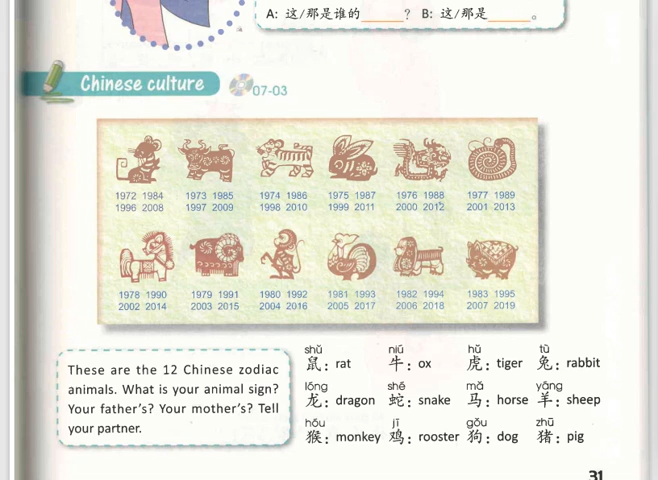 A: 这/那是谁的______? B: 这/那是______。
Chinese culture
07-03
1972 1984 1973 1985 1974 1986 1975 1987 1976 1988 1977 1989
1996 2008 1997 2009 1998 2010 1999 2011 2000 2012 2001 2013
1978 1990 1979 1991 1980 1992 1981 1993 1982 1994 1983 1995
2002 2014 2003 2015 2004 2016 2005 2017 2006 2018 2007 2019
These are the 12 Chinese zodiac
animals. What is your animal sign?
Your father's? Your mother's? Tell
your partner.
shǔ niú hǔ tù
鼠: rat 牛: ox 虎: tiger 兔: rabbit
lóng shé mǎ yáng
龙: dragon 蛇: snake 马: horse 羊: sheep
hóu jī gǒu zhū
猴: monkey 鸡: rooster 狗: dog 猪: pig
31